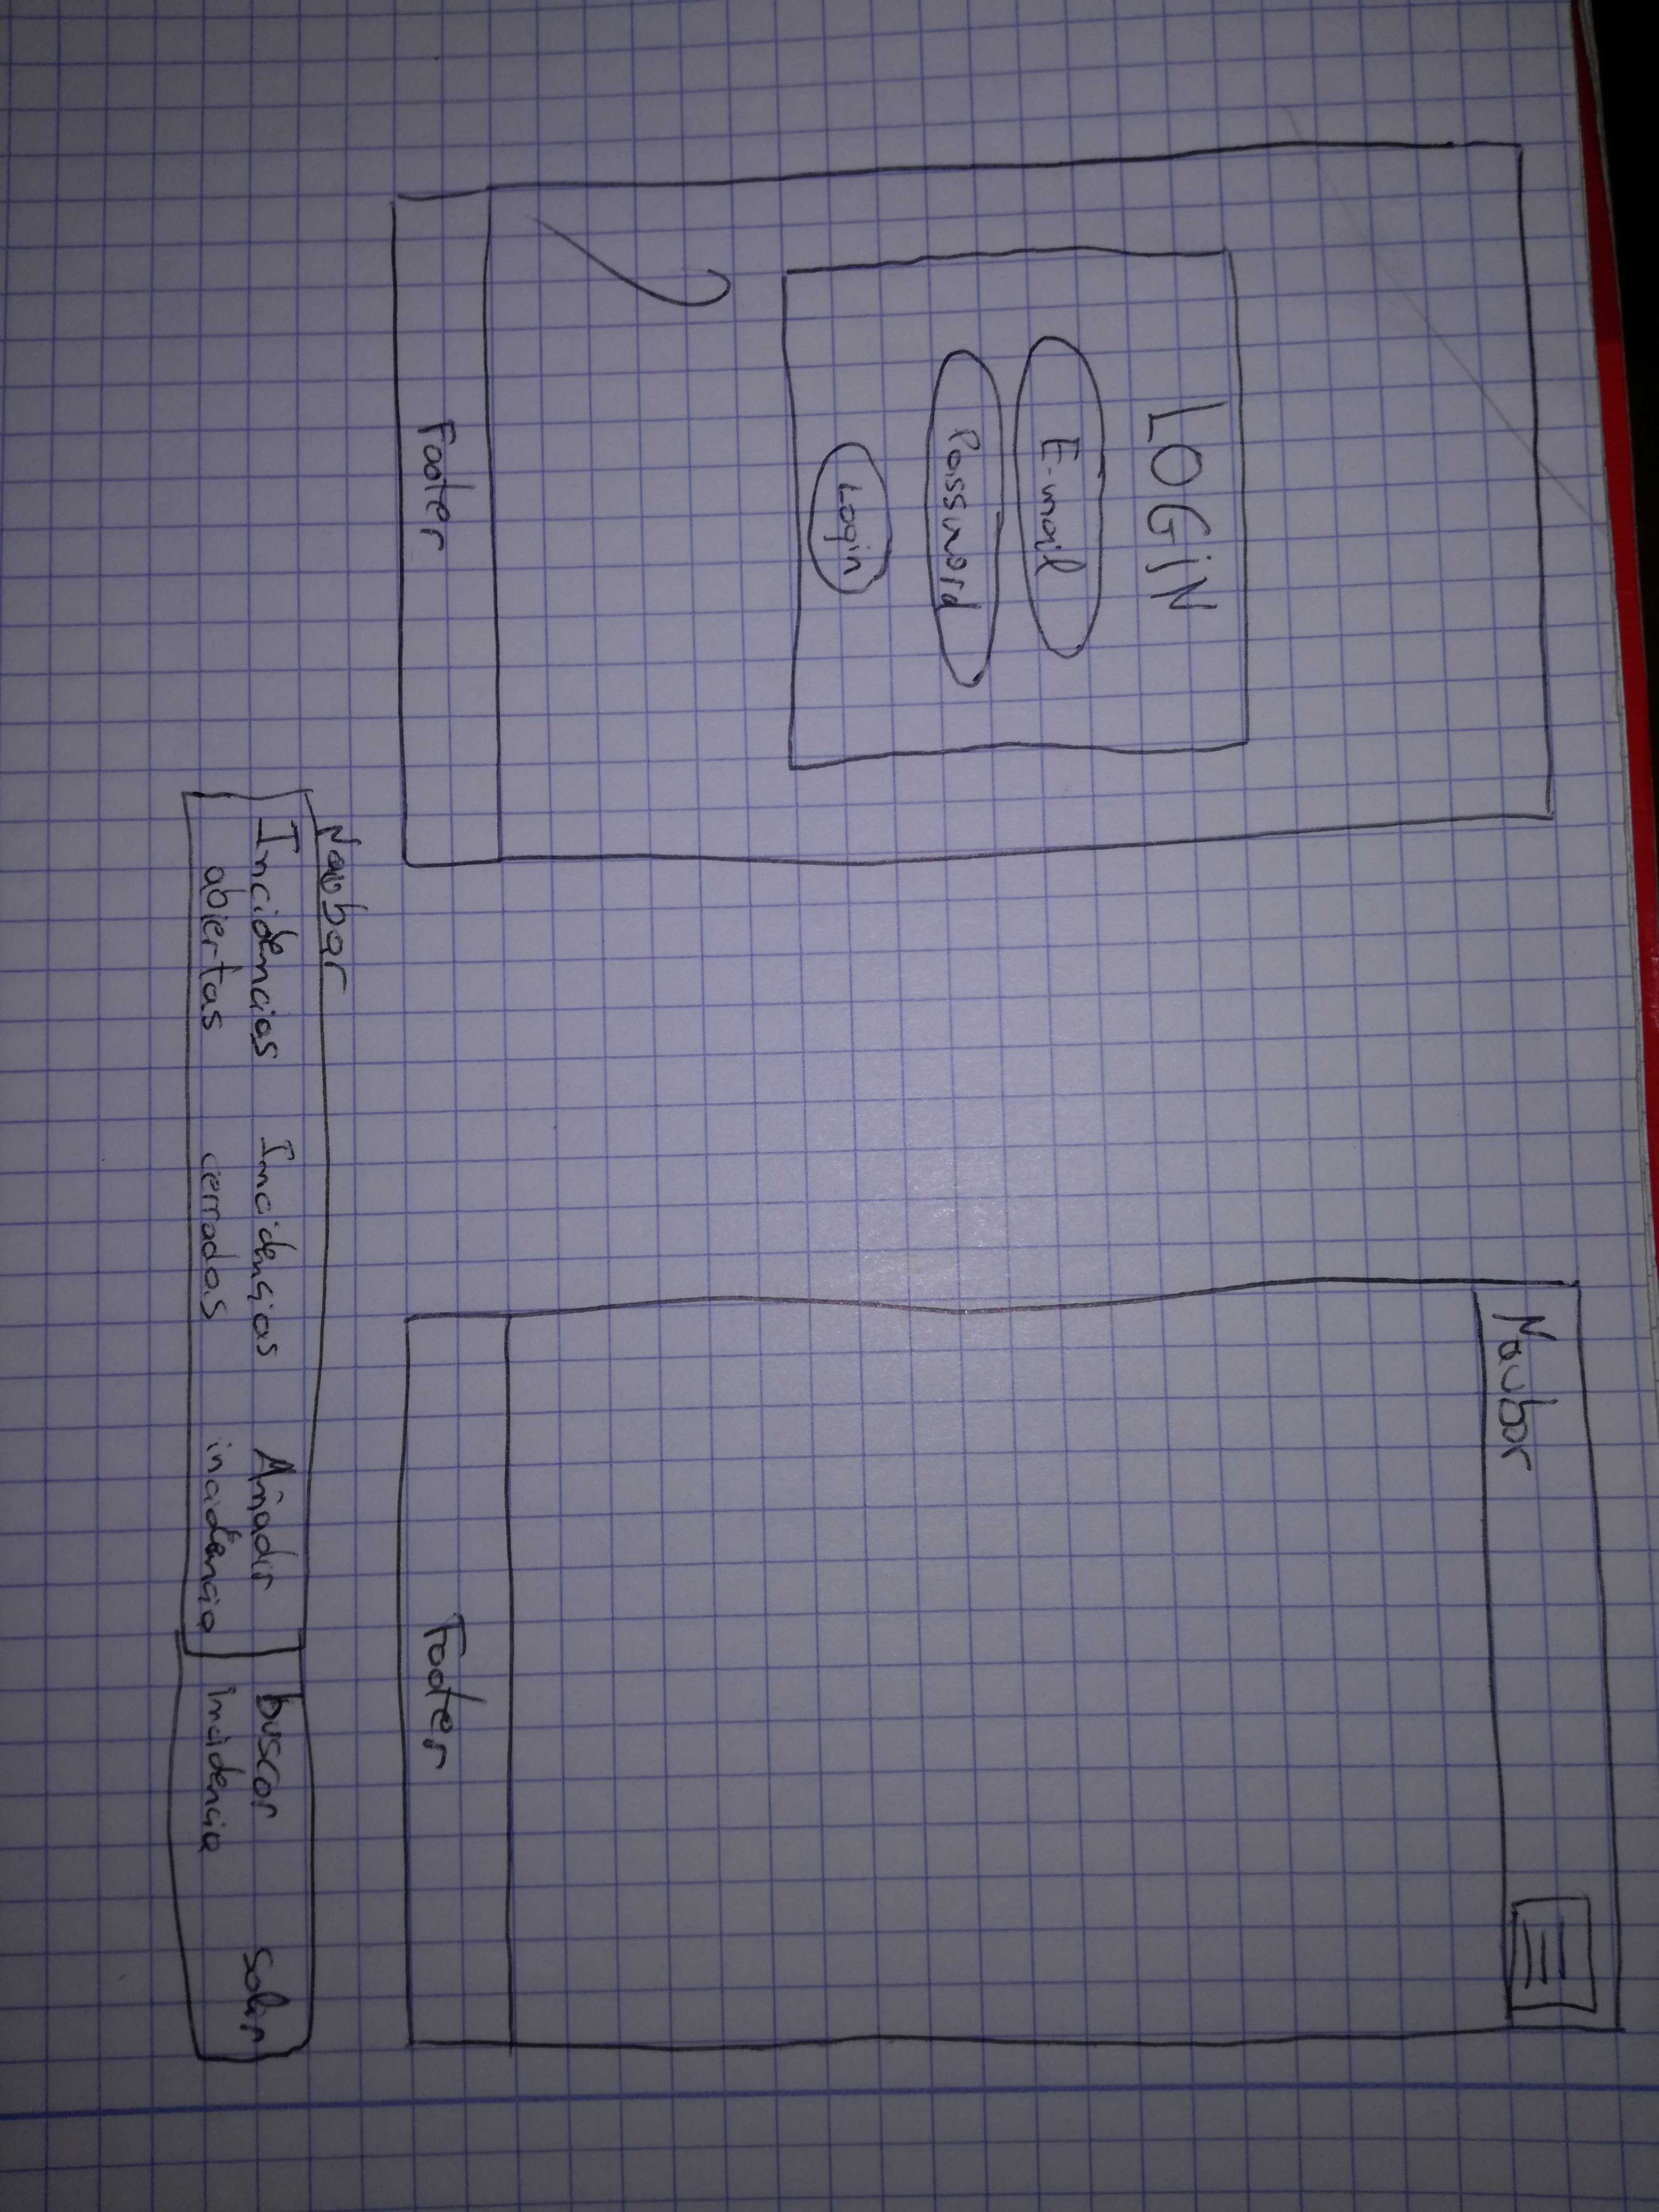 LOGIN
E-mail
Password
Login
Footer
Navbar
Footer
Navbar
Incidencias
abiertas
Incidencias
cerradas
Añadir
incidencia
buscar
incidencia
Salir